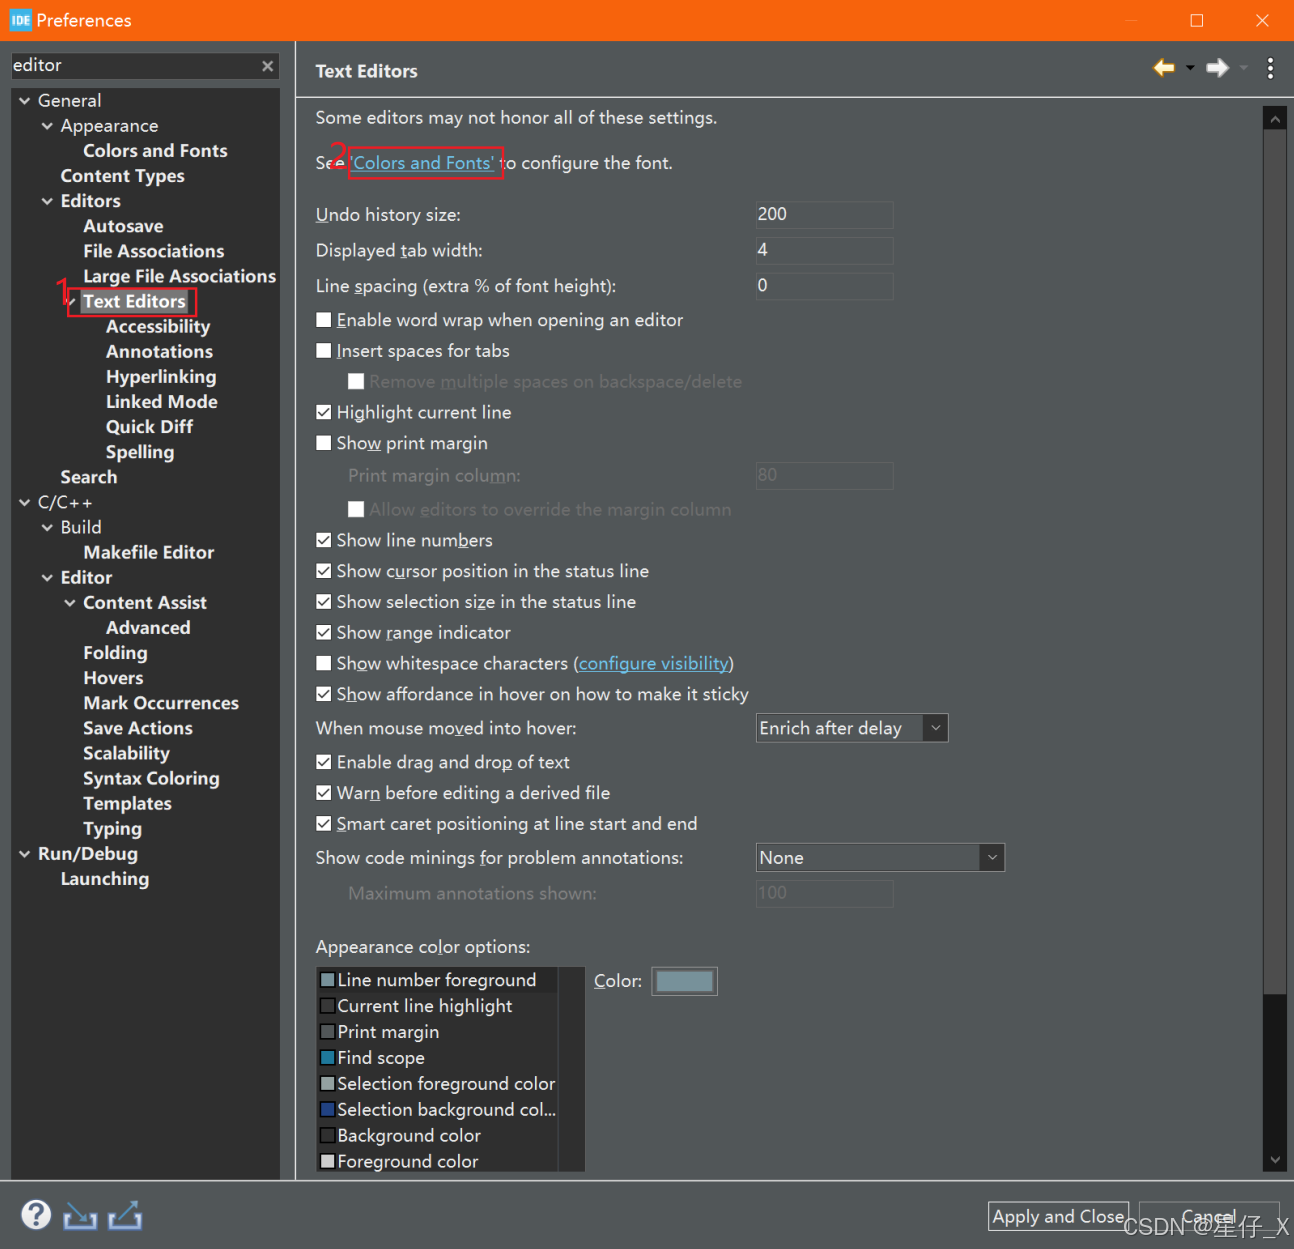 IDE Preferences
editor
General
Appearance
Colors and Fonts
Content Types
Editors
Autosave
File Associations
Large File Associations
1
Text Editors
Accessibility
Annotations
Hyperlinking
Linked Mode
Quick Diff
Spelling
Search
C/C++
Build
Makefile Editor
Editor
Content Assist
Advanced
Folding
Hovers
Mark Occurrences
Save Actions
Scalability
Syntax Coloring
Templates
Typing
Run/Debug
Launching
Text Editors
Some editors may not honor all of these settings.
2
See 'Colors and Fonts' to configure the font.
Undo history size: 200
Displayed tab width: 4
Line spacing (extra % of font height): 0
Enable word wrap when opening an editor
Insert spaces for tabs
Remove multiple spaces on backspace/delete
Highlight current line
Show print margin
Print margin column: 80
Allow editors to override the margin column
Show line numbers
Show cursor position in the status line
Show selection size in the status line
Show range indicator
Show whitespace characters (configure visibility)
Show affordance in hover on how to make it sticky
When mouse moved into hover: Enrich after delay
Enable drag and drop of text
Warn before editing a derived file
Smart caret positioning at line start and end
Show code minings for problem annotations: None
Maximum annotations shown: 100
Appearance color options:
Line number foreground
Current line highlight
Print margin
Find scope
Selection foreground color
Selection background col...
Background color
Foreground color
Color:
?
Apply and Close
Cancel
CSDN @星仔_X